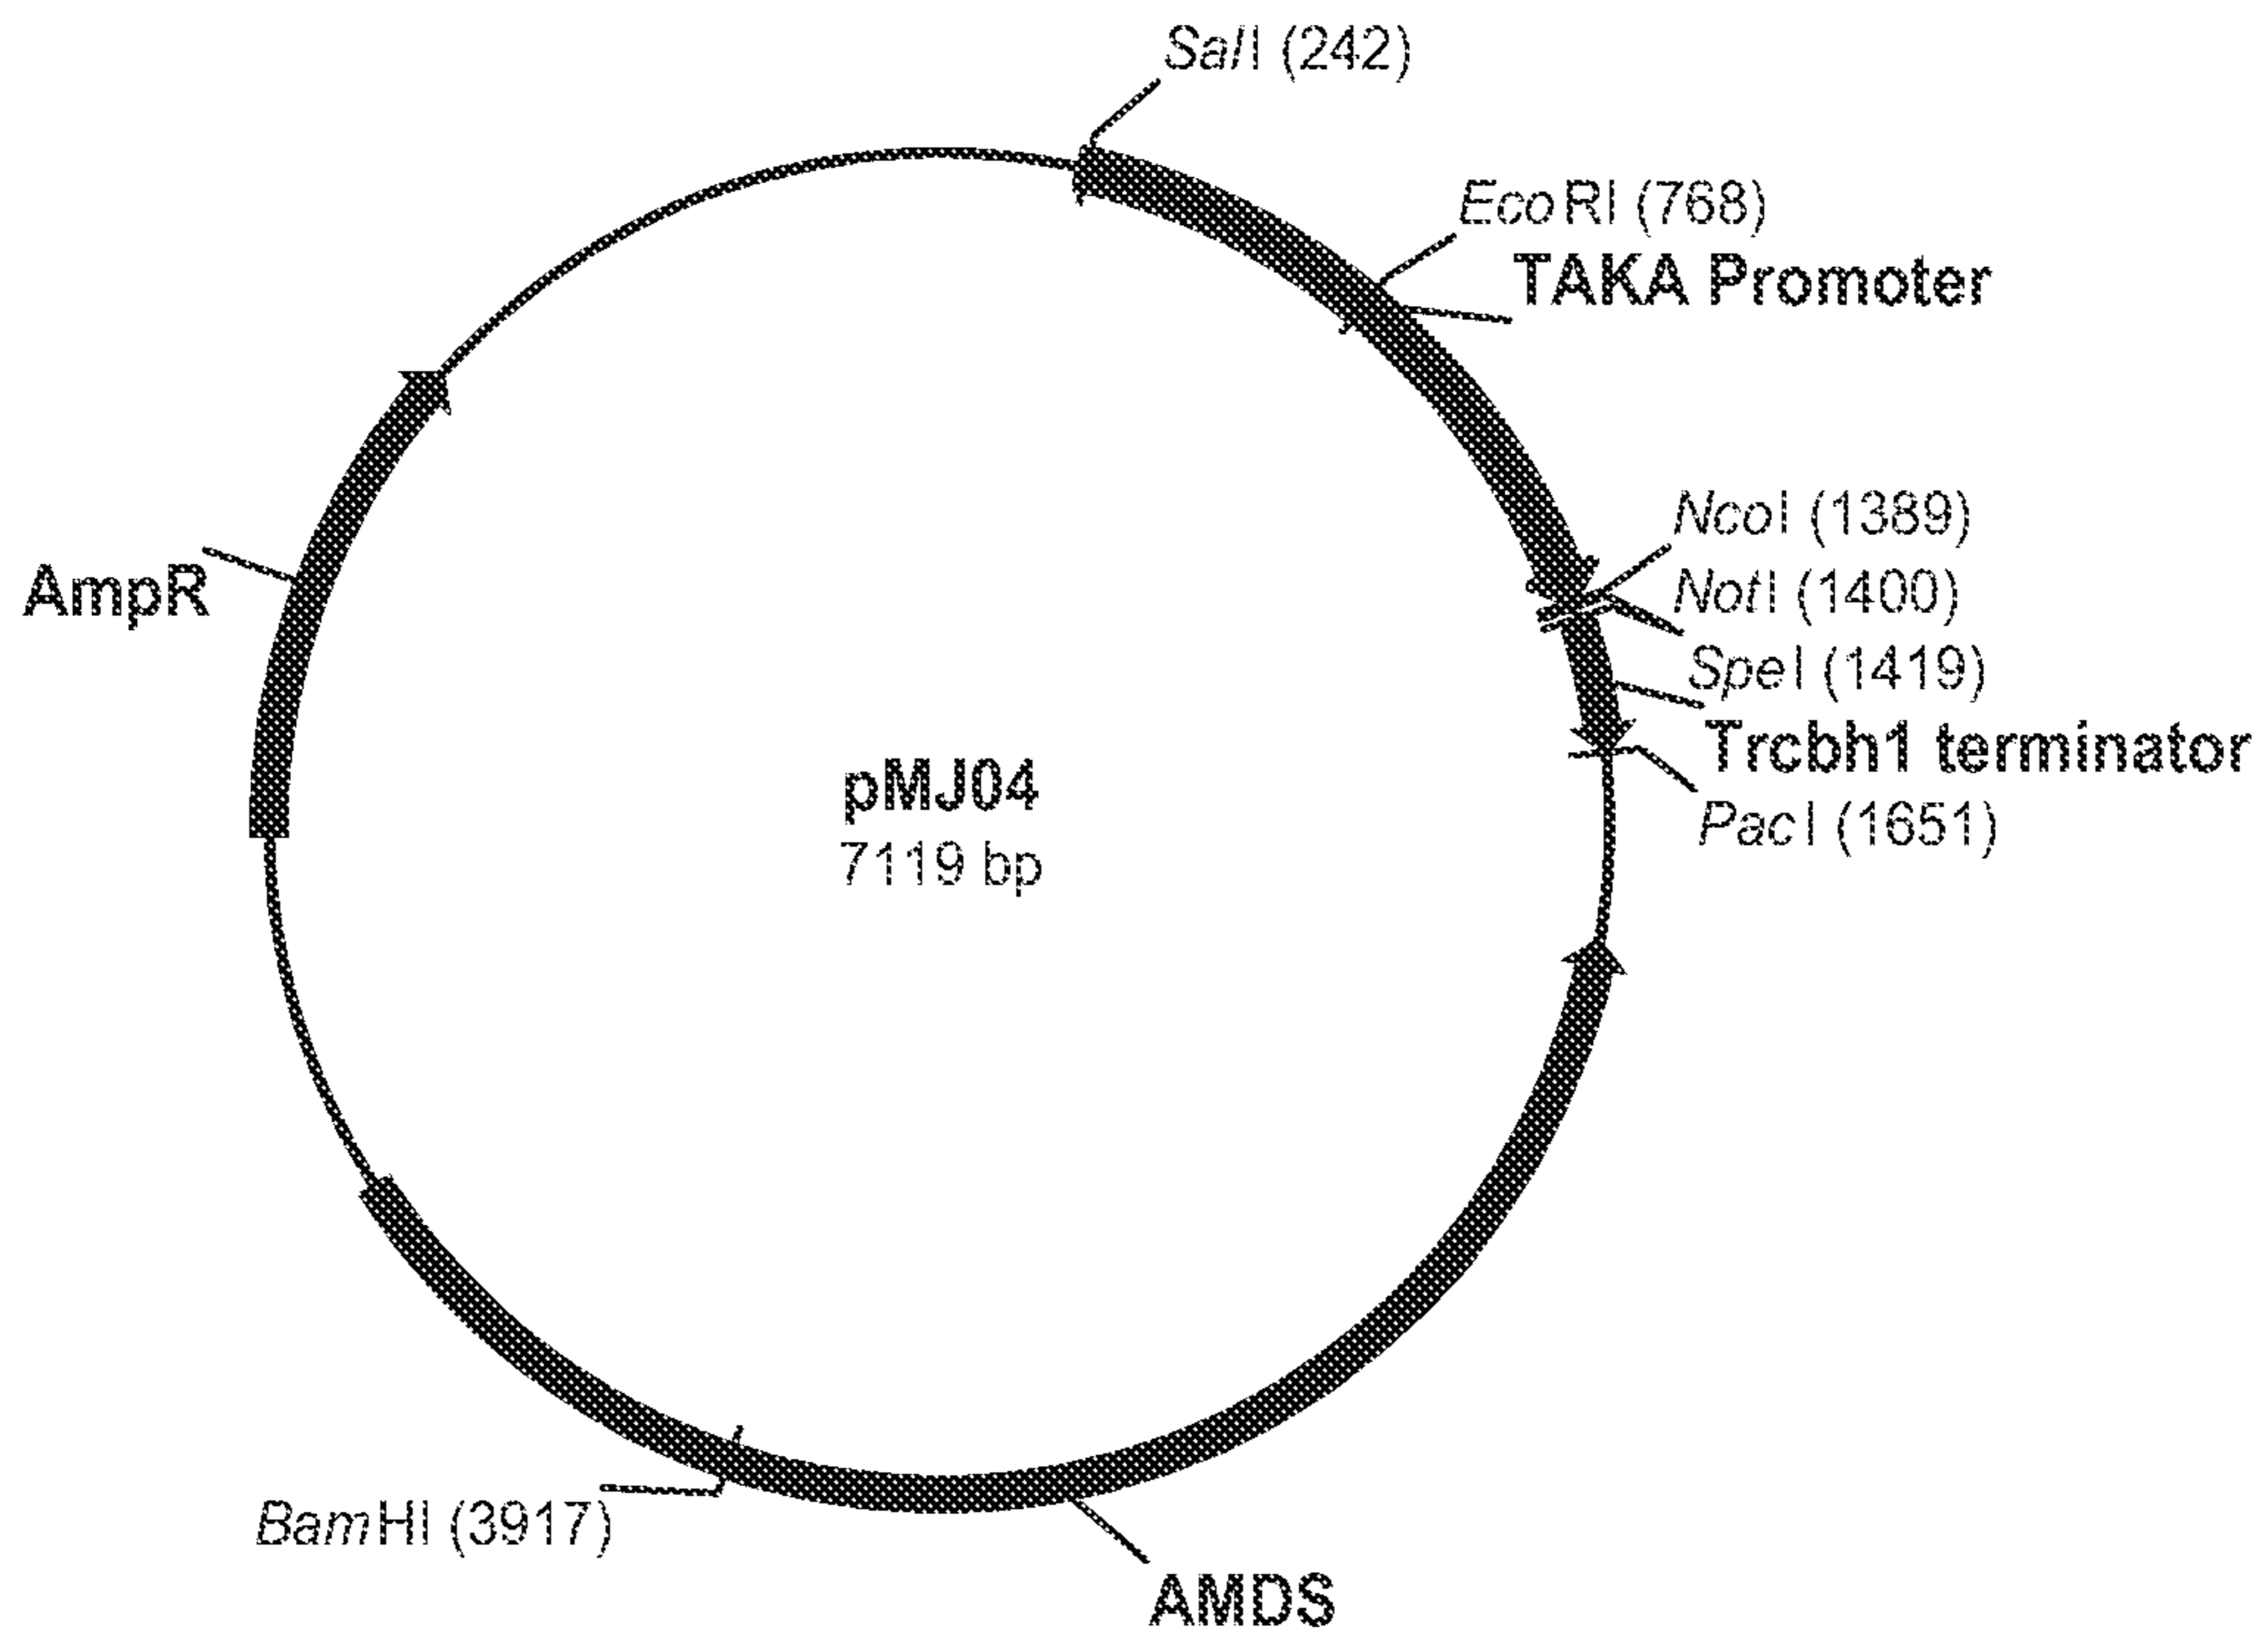 SalI (242)
EcoRI (768)
TAKA Promoter
NcoI (1389)
NotI (1400)
SpeI (1419)
Trcbh1 terminator
PacI (1651)
AmpR
pMJ04
7119 bp
BamHI (3917)
AMDS